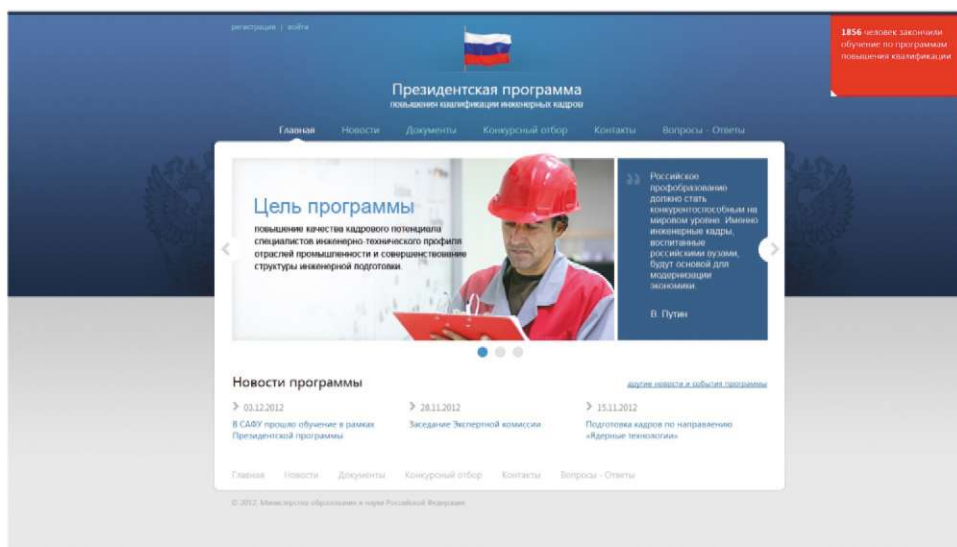 регистрация | войти
1856 человек закончили
обучение по программам
повышения квалификации
Президентская программа
повышения квалификации инженерных кадров
Главная Новости Документы Конкурсный отбор Контакты Вопросы - Ответы
Цель программы
повышение качества кадрового потенциала
специалистов инженерно-технического профиля
отраслей промышленности и совершенствование
структуры инженерной подготовки.
Российское
профобразование
должно стать
конкурентоспособным на
мировом уровне. Именно
инженерные кадры,
воспитанные
российскими вузами,
будут основой для
модернизации
экономики.
В. Путин
Новости программы
другие новости и события программы
03.12.2012
В САФУ прошло обучение в рамках
Президентской программы
28.11.2012
Заседание Экспертной комиссии
15.11.2012
Подготовка кадров по направлению
«Ядерные технологии»
Главная Новости Документы Конкурсный отбор Контакты Вопросы - Ответы
© 2012. Министерство образования и науки Российской Федерации